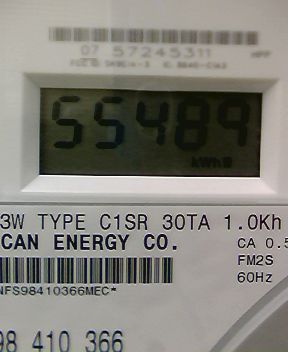 07 57245311
55489
kWh
3W TYPE C1SR 30TA 1.0Kh
CAN ENERGY CO.
CA 0.5
FM2S
60Hz
NFS98410366MEC*
98 410 366